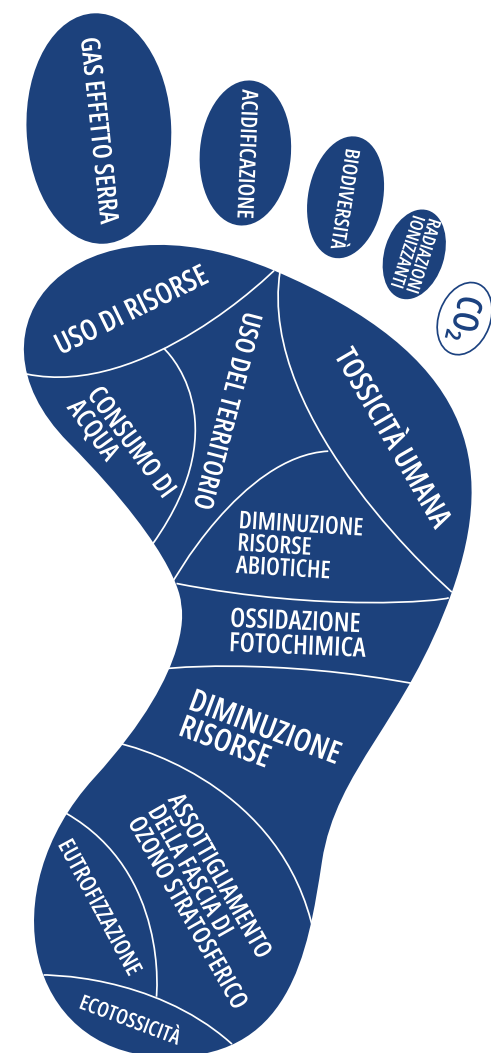 GAS EFFETTO SERRA
ACIDIFICAZIONE
BIODIVERSITÀ
RADIAZIONI
IONIZZANTI
CO₂
USO DI RISORSE
CONSUMO DI
ACQUA
USO DEL TERRITORIO
TOSSICITÀ UMANA
DIMINUZIONE
RISORSE
ABIOTICHE
OSSIDAZIONE
FOTOCHIMICA
DIMINUZIONE
RISORSE
ASSOTTIGLIAMENTO
DELLA FASCIA DI
OZONO STRATOSFERICO
EUTROFIZZAZIONE
ECOTOSSICITÀ